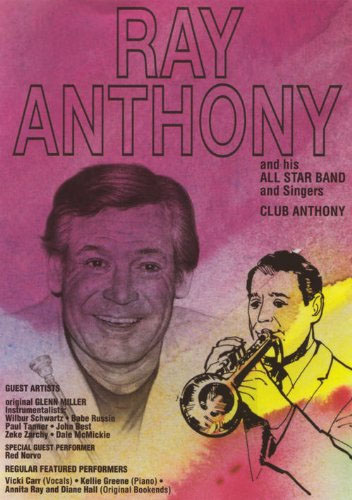 RAY
ANTHONY
and his
ALL STAR BAND
and Singers
CLUB ANTHONY
GUEST ARTISTS
original GLENN MILLER
Instrumentalists:
Wilbur Schwartz • Babe Russin
Paul Tanner • John Best
Zeke Zarchy • Dale McMickle
SPECIAL GUEST PERFORMER
Red Norvo
REGULAR FEATURED PERFORMERS
Vicki Carr (Vocals) • Kellie Greene (Piano) •
Annita Ray and Diane Hall (Original Bookends)